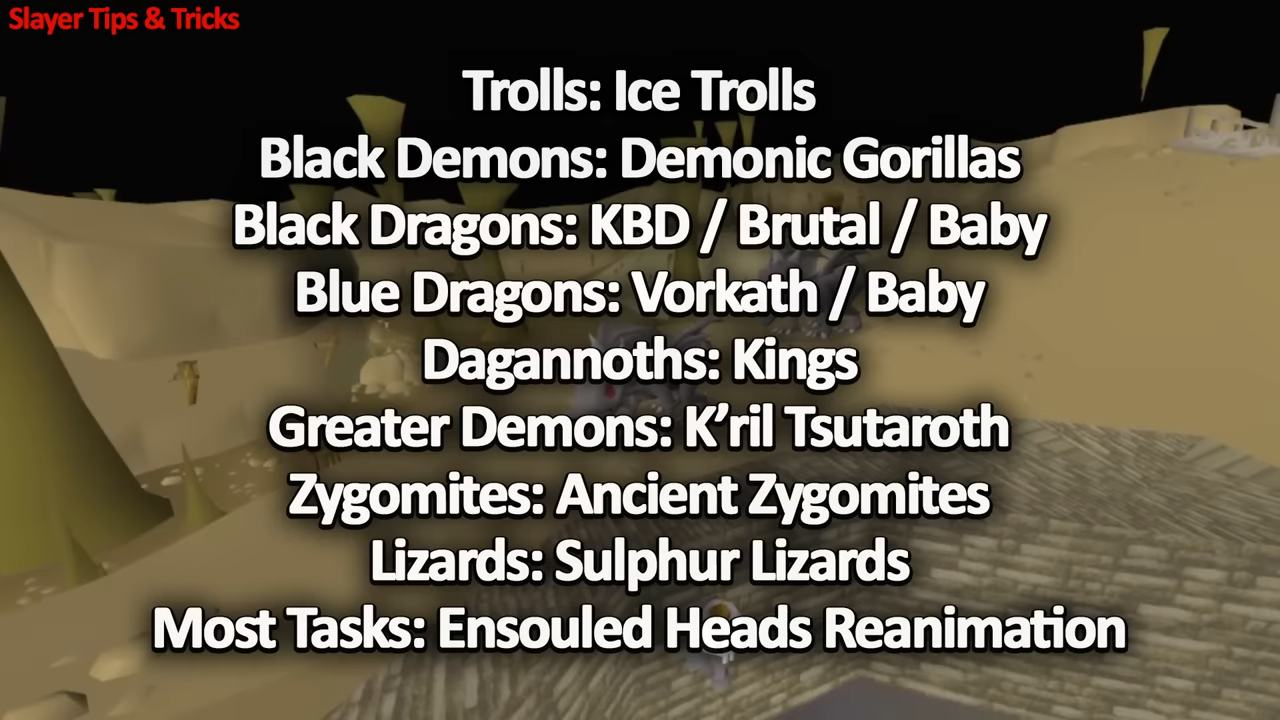 Slayer Tips & Tricks
Trolls: Ice Trolls
Black Demons: Demonic Gorillas
Black Dragons: KBD / Brutal / Baby
Blue Dragons: Vorkath / Baby
Dagannoths: Kings
Greater Demons: K’ril Tsutaroth
Zygomites: Ancient Zygomites
Lizards: Sulphur Lizards
Most Tasks: Ensouled Heads Reanimation